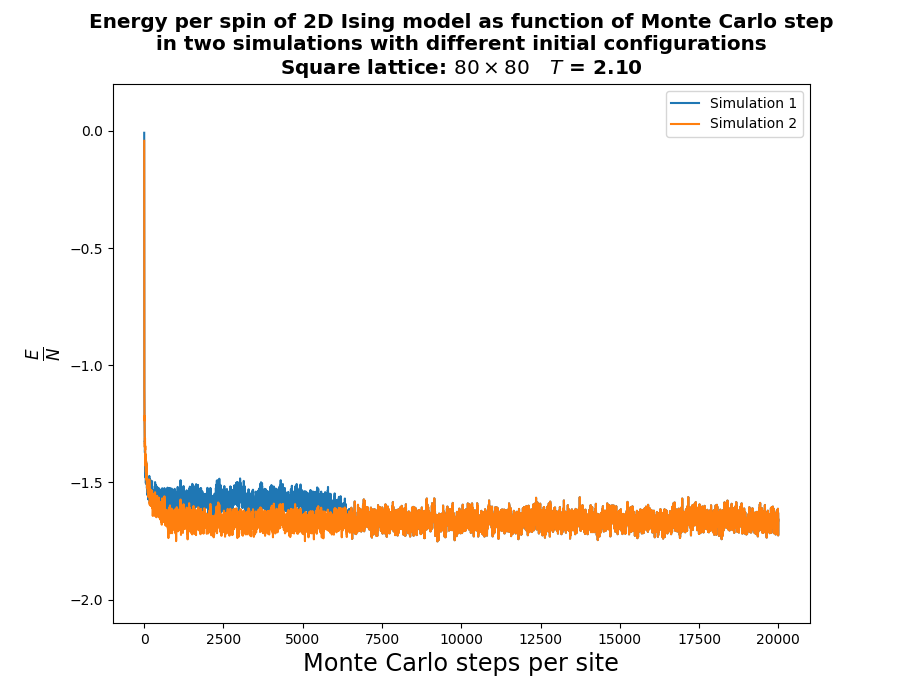 Energy per spin of 2D Ising model as function of Monte Carlo step
in two simulations with different initial configurations
Square lattice: 80 × 80 T = 2.10
Simulation 1
Simulation 2
0.0
−0.5
−1.0
−1.5
−2.0
E
N
0 2500 5000 7500 10000 12500 15000 17500 20000
Monte Carlo steps per site